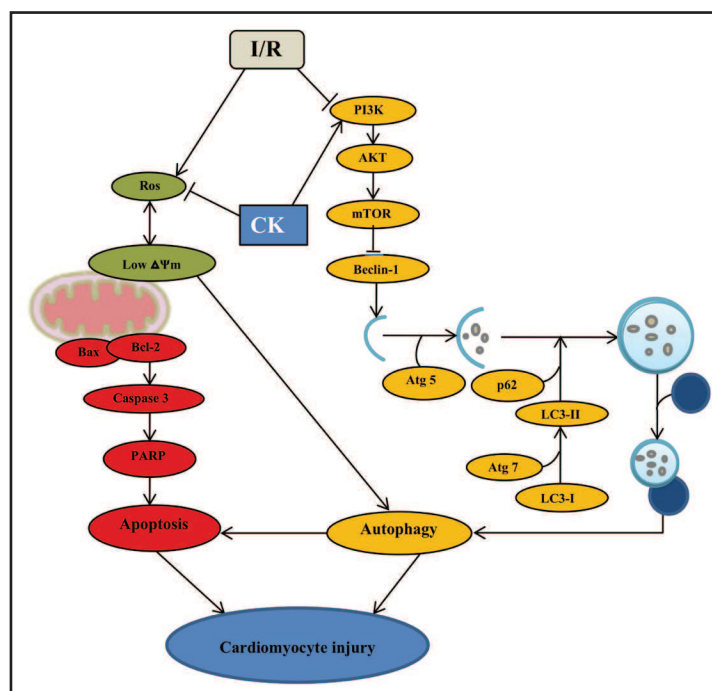 I/R
PI3K
AKT
Ros
CK
mTOR
Low ΔΨm
Beclin-1
Bax
Bcl-2
Atg 5
p62
Caspase 3
LC3-II
PARP
Atg 7
LC3-I
Apoptosis
Autophagy
Cardiomyocyte injury